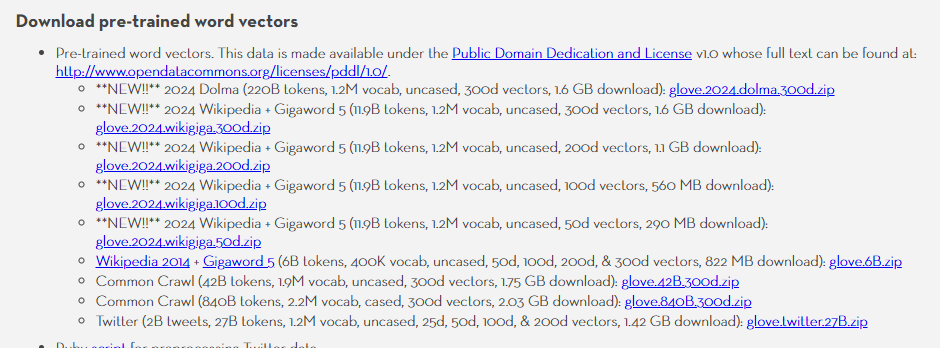 Download pre-trained word vectors
Pre-trained word vectors. This data is made available under the Public Domain Dedication and License v1.0 whose full text can be found at:
http://www.opendatacommons.org/licenses/pddl/1.0/.
**NEW!!** 2024 Dolma (220B tokens, 1.2M vocab, uncased, 300d vectors, 1.6 GB download): glove.2024.dolma.300d.zip
**NEW!!** 2024 Wikipedia + Gigaword 5 (11.9B tokens, 1.2M vocab, uncased, 300d vectors, 1.6 GB download):
glove.2024.wikigiga.300d.zip
**NEW!!** 2024 Wikipedia + Gigaword 5 (11.9B tokens, 1.2M vocab, uncased, 200d vectors, 1.1 GB download):
glove.2024.wikigiga.200d.zip
**NEW!!** 2024 Wikipedia + Gigaword 5 (11.9B tokens, 1.2M vocab, uncased, 100d vectors, 560 MB download):
glove.2024.wikigiga.100d.zip
**NEW!!** 2024 Wikipedia + Gigaword 5 (11.9B tokens, 1.2M vocab, uncased, 50d vectors, 290 MB download):
glove.2024.wikigiga.50d.zip
Wikipedia 2014 + Gigaword 5 (6B tokens, 400K vocab, uncased, 50d, 100d, 200d, & 300d vectors, 822 MB download): glove.6B.zip
Common Crawl (42B tokens, 1.9M vocab, uncased, 300d vectors, 1.75 GB download): glove.42B.300d.zip
Common Crawl (840B tokens, 2.2M vocab, cased, 300d vectors, 2.03 GB download): glove.840B.300d.zip
Twitter (2B tweets, 27B tokens, 1.2M vocab, uncased, 25d, 50d, 100d, & 200d vectors, 1.42 GB download): glove.twitter.27B.zip
Ruby script for preprocessing Twitter data